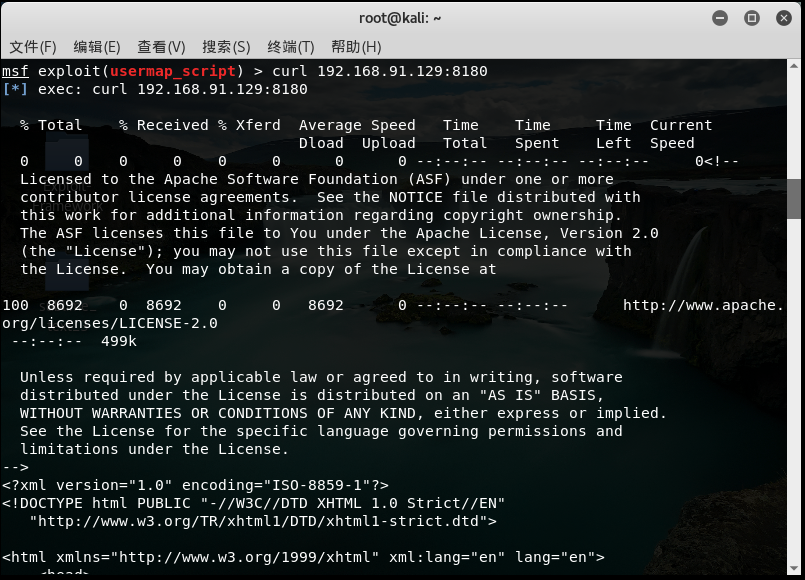 root@kali: ~
文件(F) 编辑(E) 查看(V) 搜索(S) 终端(T) 帮助(H)
msf exploit(usermap_script) > curl 192.168.91.129:8180
[*] exec: curl 192.168.91.129:8180
  % Total    % Received % Xferd  Average Speed   Time    Time     Time  Current
                                 Dload  Upload   Total   Spent    Left  Speed
  0     0    0     0    0     0      0      0 --:--:-- --:--:-- --:--:--     0<!--
  Licensed to the Apache Software Foundation (ASF) under one or more
  contributor license agreements.  See the NOTICE file distributed with
  this work for additional information regarding copyright ownership.
  The ASF licenses this file to You under the Apache License, Version 2.0
  (the "License"); you may not use this file except in compliance with
  the License.  You may obtain a copy of the License at
100  8692    0  8692    0     0   8692      0 --:--:-- --:--:--      http://www.apache.
org/licenses/LICENSE-2.0
 --:--:--  499k
  Unless required by applicable law or agreed to in writing, software
  distributed under the License is distributed on an "AS IS" BASIS,
  WITHOUT WARRANTIES OR CONDITIONS OF ANY KIND, either express or implied.
  See the License for the specific language governing permissions and
  limitations under the License.
-->
<?xml version="1.0" encoding="ISO-8859-1"?>
<!DOCTYPE html PUBLIC "-//W3C//DTD XHTML 1.0 Strict//EN"
   "http://www.w3.org/TR/xhtml1/DTD/xhtml1-strict.dtd">
<html xmlns="http://www.w3.org/1999/xhtml" xml:lang="en" lang="en">
    <head>